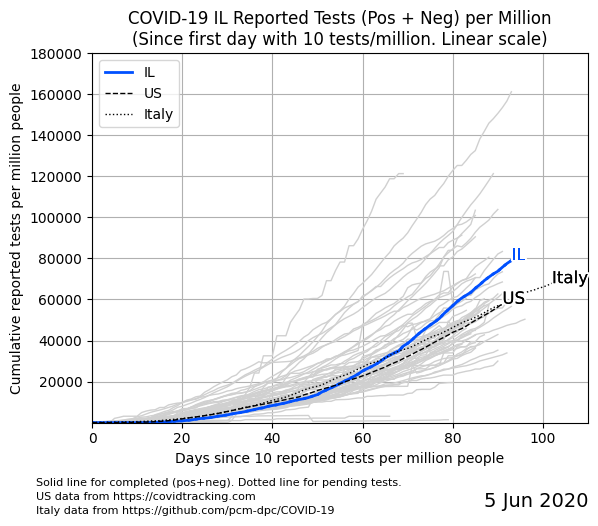 COVID-19 IL Reported Tests (Pos + Neg) per Million
(Since first day with 10 tests/million. Linear scale)
Cumulative reported tests per million people
180000
160000
140000
120000
100000
80000
60000
40000
20000
IL
US
Italy
IL
Italy
US
0 20 40 60 80 100
Days since 10 reported tests per million people
Solid line for completed (pos+neg). Dotted line for pending tests.
US data from https://covidtracking.com
Italy data from https://github.com/pcm-dpc/COVID-19
5 Jun 2020